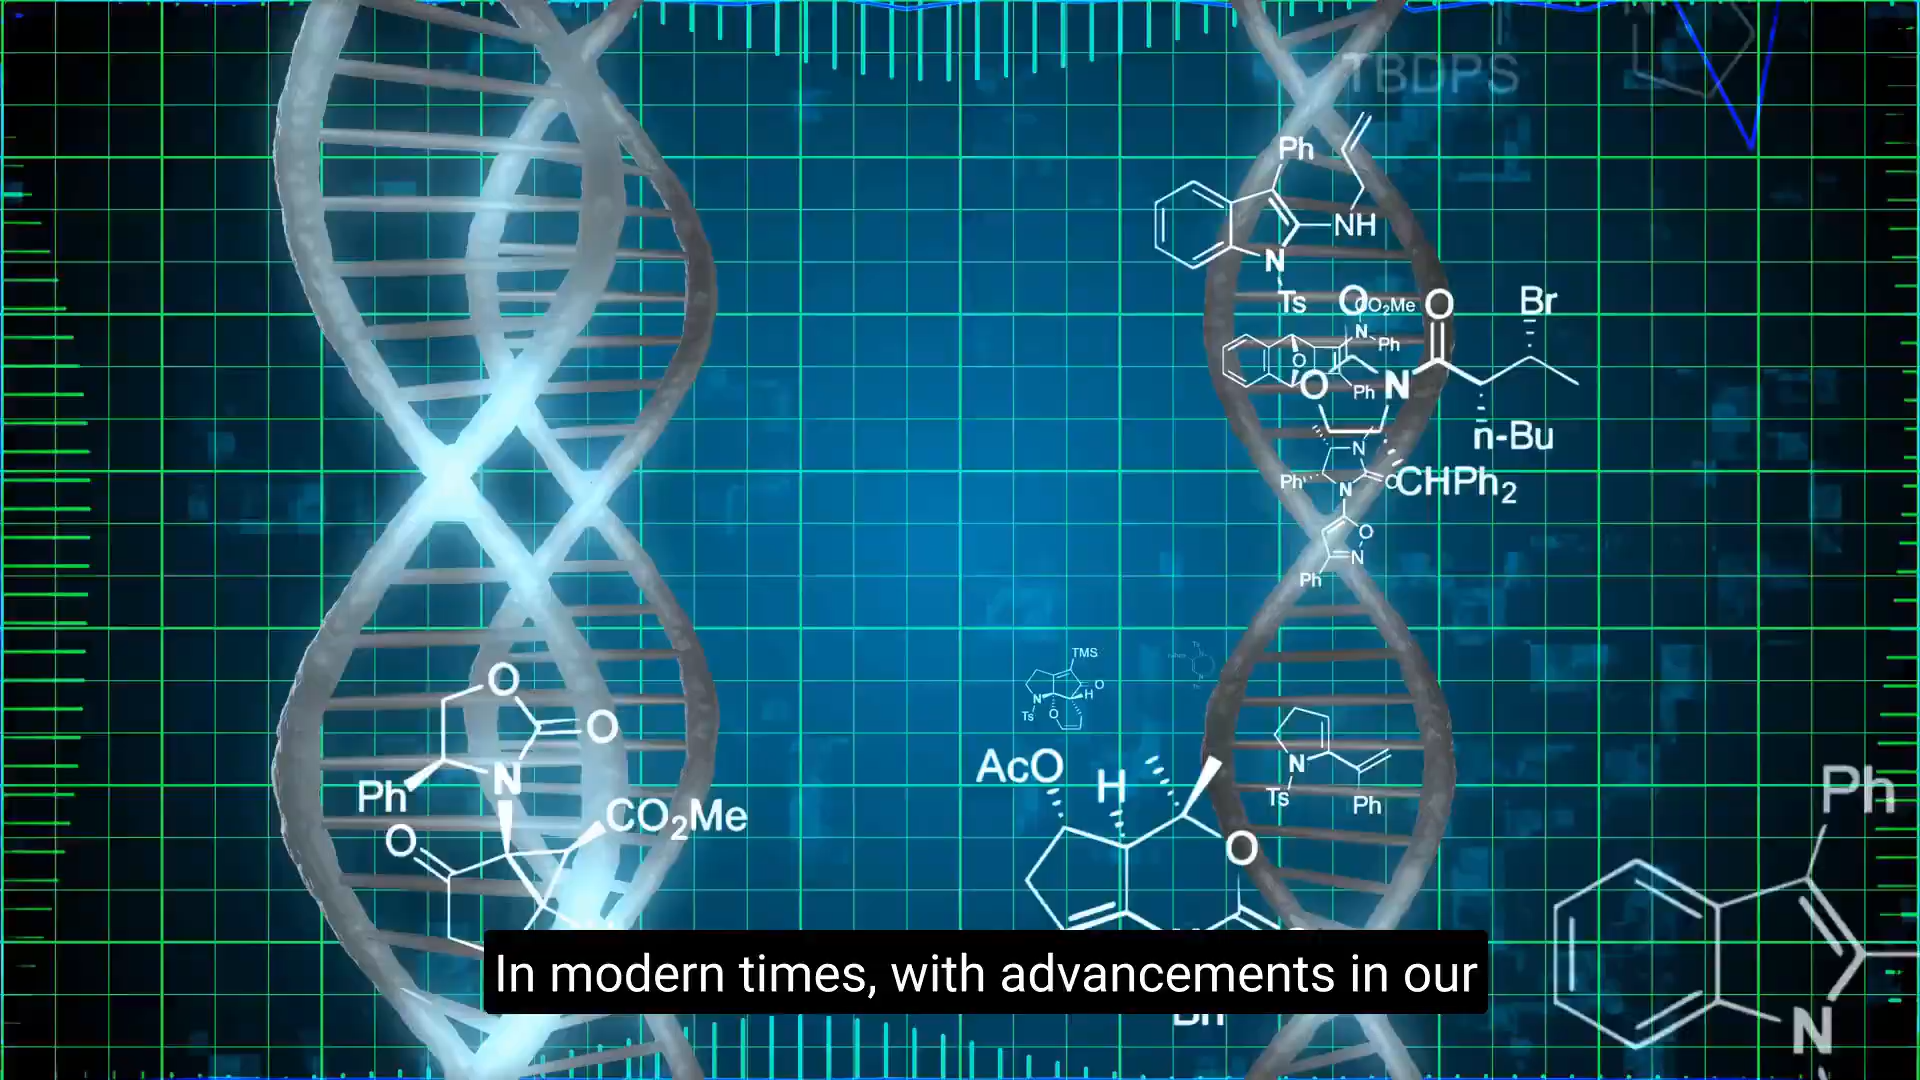 TBDPS
Ph
NH
N
Ts
O
CO₂Me
O
Br
N
Ph
O
O
N
Ph
n-Bu
N
Ph
O
CHPh₂
N
O
N
Ph
TMS
O
H
N
Ts
O
O
O
N
Ph
CO₂Me
O
AcO
H
O
N
Ts
Ph
Ph
N
In modern times, with advancements in our